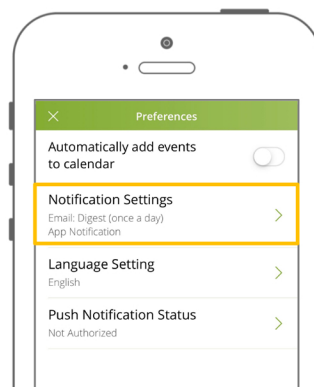 Preferences
Automatically add events
to calendar
Notification Settings
Email: Digest (once a day)
App Notification
Language Setting
English
Push Notification Status
Not Authorized